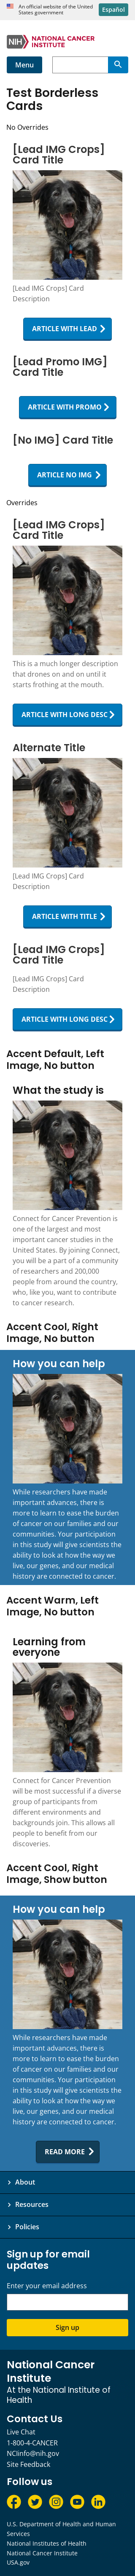 An official website of the United
States government
Español
NIH NATIONAL CANCER
INSTITUTE
Menu
Test Borderless
Cards
No Overrides
[Lead IMG Crops]
Card Title
[Lead IMG Crops] Card
Description
ARTICLE WITH LEAD
[Lead Promo IMG]
Card Title
ARTICLE WITH PROMO
[No IMG] Card Title
ARTICLE NO IMG
Overrides
[Lead IMG Crops]
Card Title
This is a much longer description
that drones on and on until it
starts frothing at the mouth.
ARTICLE WITH LONG DESC
Alternate Title
[Lead IMG Crops] Card
Description
ARTICLE WITH TITLE
[Lead IMG Crops]
Card Title
[Lead IMG Crops] Card
Description
ARTICLE WITH LONG DESC
Accent Default, Left
Image, No button
What the study is
Connect for Cancer Prevention is
one of the largest and most
important cancer studies in the
United States. By joining Connect,
you will be a part of a community
of researchers and 200,000
people from around the country
who, like you, want to contribute
to cancer research.
Accent Cool, Right
Image, No button
How you can help
While researchers have made
important advances, there is
more to learn to ease the burden
of cancer on our families and our
communities. Your participation
in this study will give scientists the
ability to look at how the way we
live, our genes, and our medical
history are connected to cancer.
Accent Warm, Left
Image, No button
Learning from
everyone
Connect for Cancer Prevention
will be most successful if a diverse
group of participants from
different environments and
backgrounds join. This allows all
people to benefit from our
discoveries.
Accent Cool, Right
Image, Show button
How you can help
While researchers have made
important advances, there is
more to learn to ease the burden
of cancer on our families and our
communities. Your participation
in this study will give scientists the
ability to look at how the way we
live, our genes, and our medical
history are connected to cancer.
READ MORE
About
Resources
Policies
Sign up for email
updates
Enter your email address
Sign up
National Cancer
Institute
At the National Institute of
Health
Contact Us
Live Chat
1-800-4-CANCER
NCIinfo@nih.gov
Site Feedback
Follow us
U.S. Department of Health and Human
Services
National Institutes of Health
National Cancer Institute
USA.gov